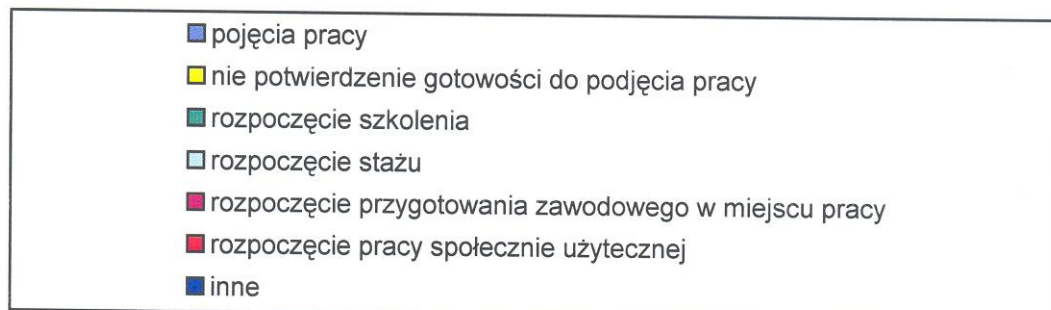 pojęcia pracy
nie potwierdzenie gotowości do podjęcia pracy
rozpoczęcie szkolenia
rozpoczęcie stażu
rozpoczęcie przygotowania zawodowego w miejscu pracy
rozpoczęcie pracy społecznie użytecznej
inne